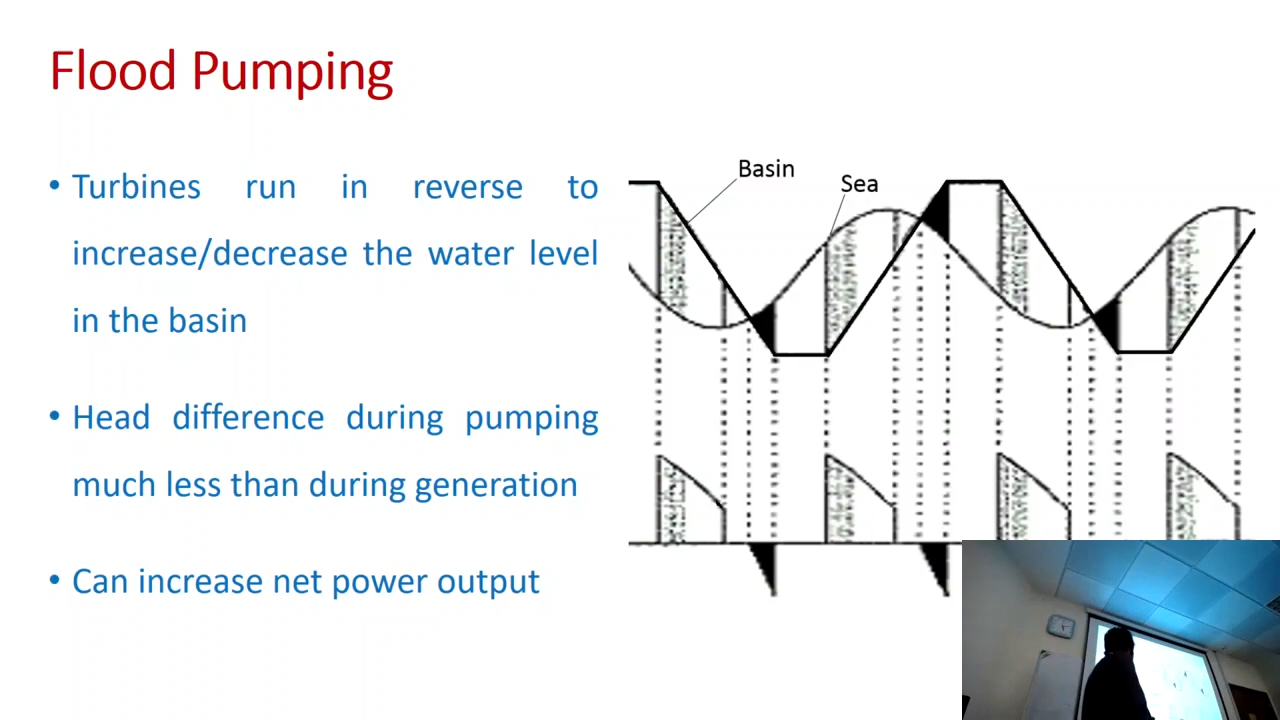 Flood Pumping
• Turbines run in reverse to
increase/decrease the water level
in the basin
• Head difference during pumping
much less than during generation
• Can increase net power output
Basin
Sea